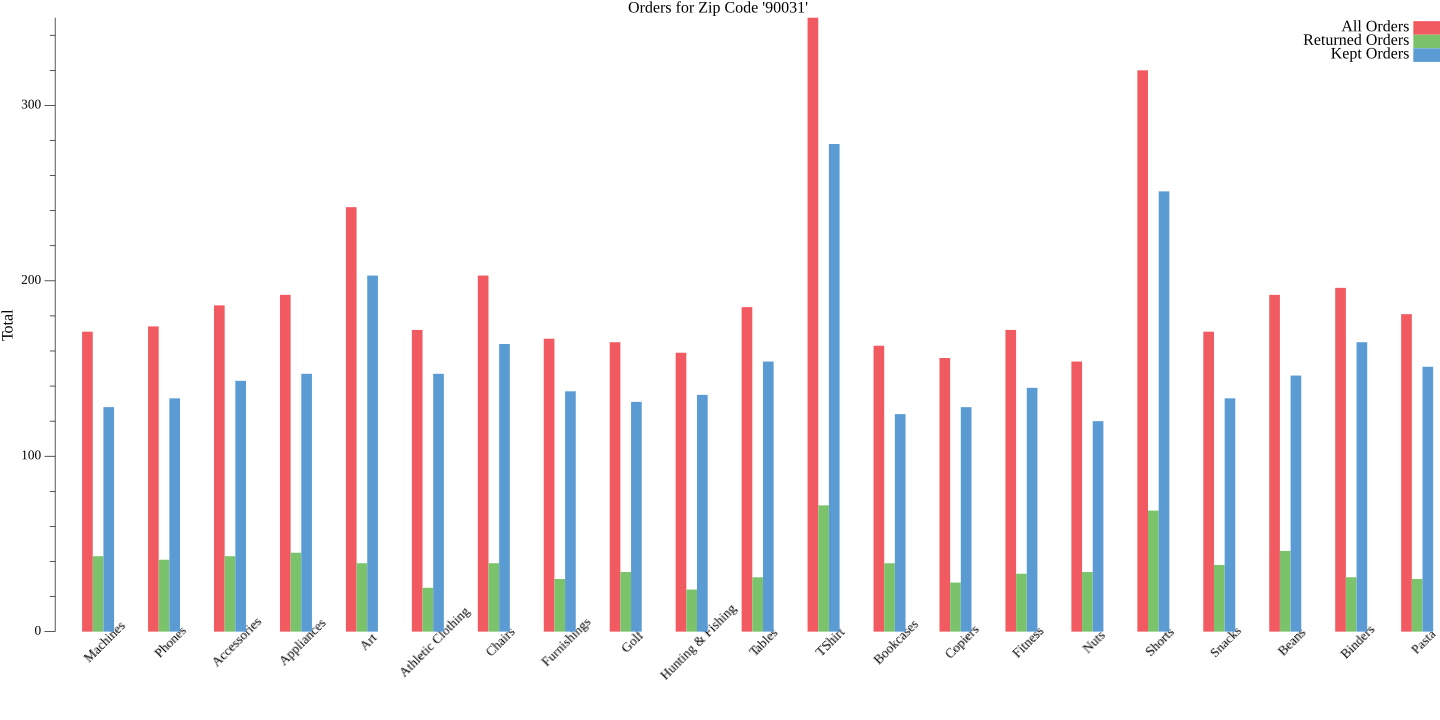 Orders for Zip Code '90031'
All Orders
Returned Orders
Kept Orders
Total
300
200
100
0
Machines
Phones
Accessories
Appliances
Art
Athletic Clothing
Chairs
Furnishings
Golf
Hunting & Fishing
Tables
TShirt
Bookcases
Copiers
Fitness
Nuts
Shorts
Snacks
Beans
Binders
Pasta